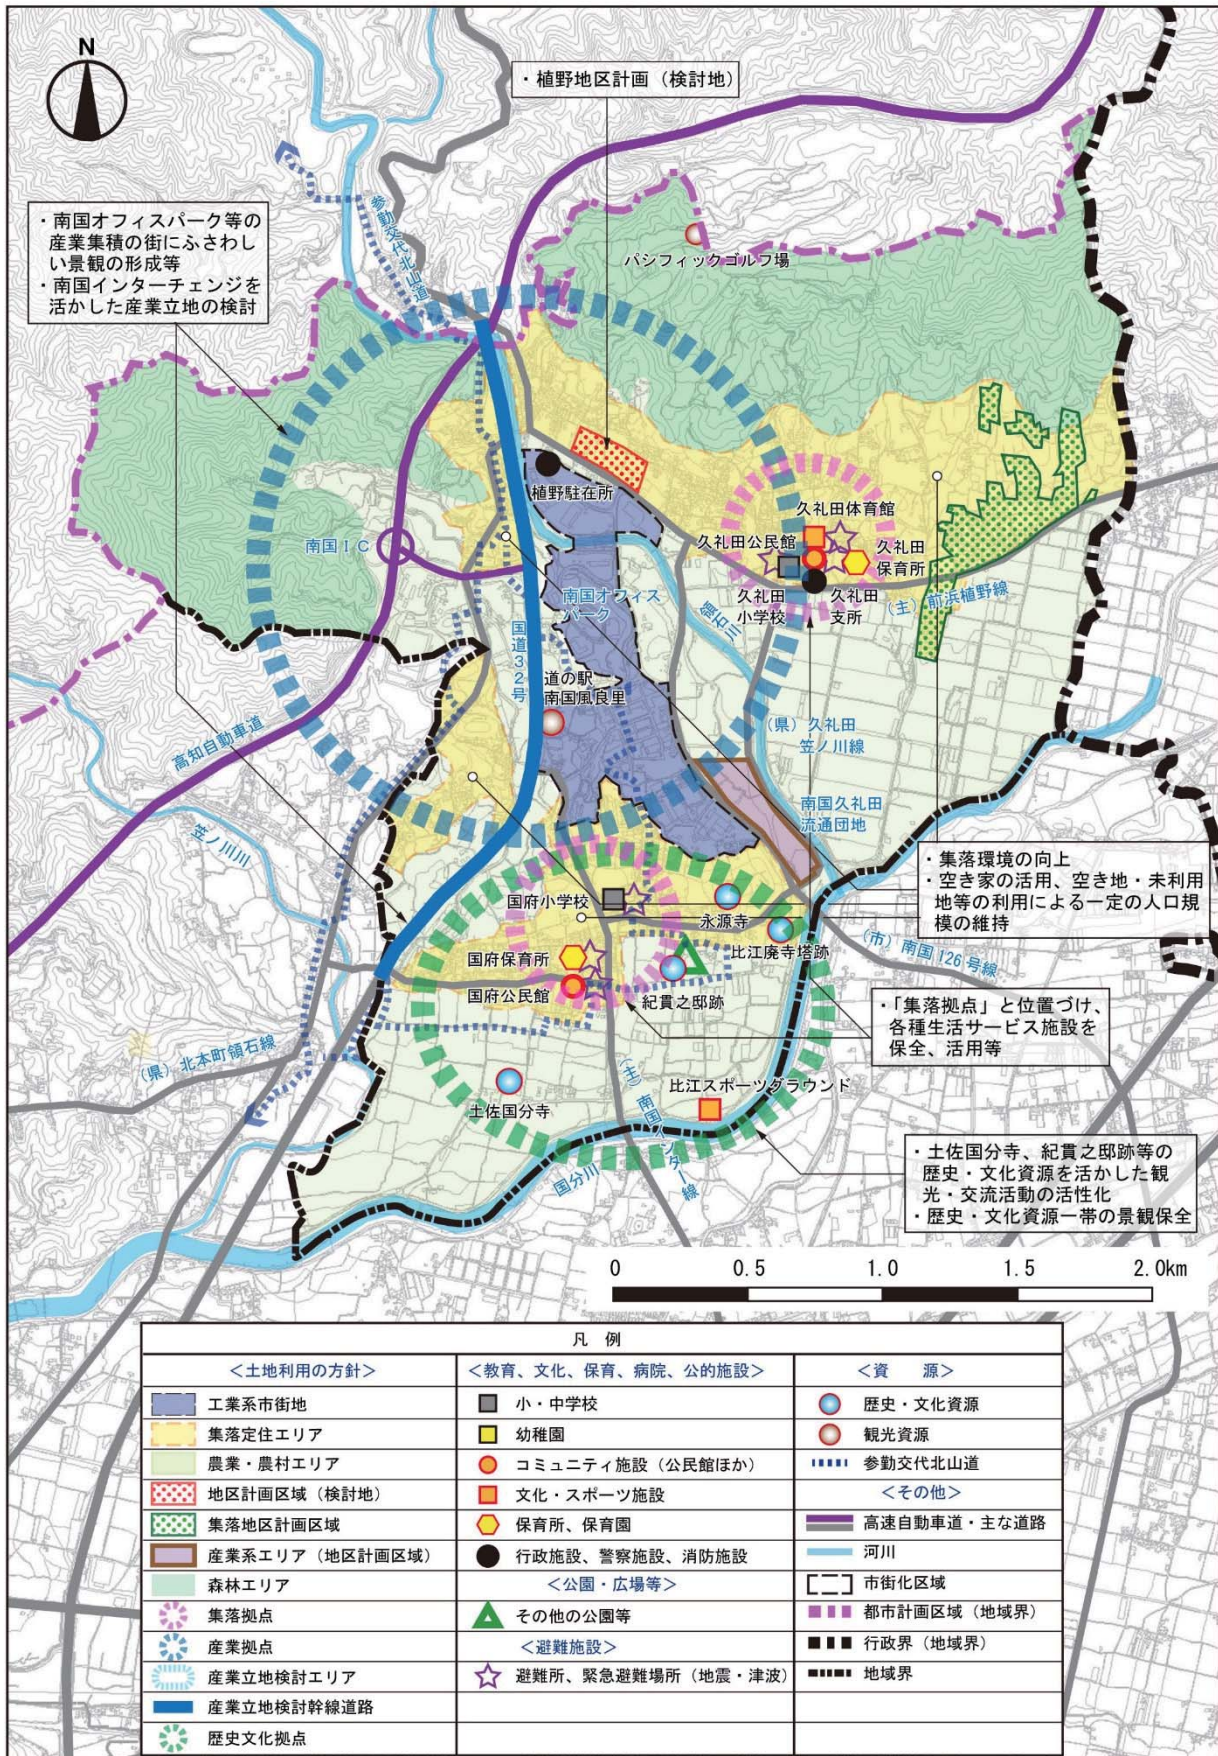 N
・植野地区計画（検討地）
・南国オフィスパーク等の
産業集積の街にふさわし
い景観の形成等
・南国インターチェンジを
活かした産業立地の検討
参勤交代北山道
パシフィックゴルフ場
植野駐在所
久礼田体育館
久礼田公民館
久礼田
保育所
南国ＩＣ
南国オフィス
パーク
領石川
久礼田
小学校
久礼田
支所
（主）前浜植野線
国道３２号
道の駅
南国風良里
高知自動車道
（県）久礼田
笠ノ川線
南国久礼田
流通団地
笠ノ川川
・集落環境の向上
・空き家の活用、空き地・未利用
地等の利用による一定の人口規
模の維持
国府小学校
永源寺
比江廃寺塔跡
（市）南国126号線
国府保育所
国府公民館
紀貫之邸跡
・「集落拠点」と位置づけ、
各種生活サービス施設を
保全、活用等
（県）北本町領石線
（主）南国インター線
比江スポーツグラウンド
土佐国分寺
国分川
・土佐国分寺、紀貫之邸跡等の
歴史・文化資源を活かした観
光・交流活動の活性化
・歴史・文化資源一帯の景観保全
0 0.5 1.0 1.5 2.0km
凡 例
＜土地利用の方針＞
工業系市街地
集落定住エリア
農業・農村エリア
地区計画区域（検討地）
集落地区計画区域
産業系エリア（地区計画区域）
森林エリア
集落拠点
産業拠点
産業立地検討エリア
産業立地検討幹線道路
歴史文化拠点
＜教育、文化、保育、病院、公的施設＞
小・中学校
幼稚園
コミュニティ施設（公民館ほか）
文化・スポーツ施設
保育所、保育園
行政施設、警察施設、消防施設
＜公園・広場等＞
その他の公園等
＜避難施設＞
避難所、緊急避難場所（地震・津波）
＜資　源＞
歴史・文化資源
観光資源
参勤交代北山道
＜その他＞
高速自動車道・主な道路
河川
市街化区域
都市計画区域（地域界）
行政界（地域界）
地域界